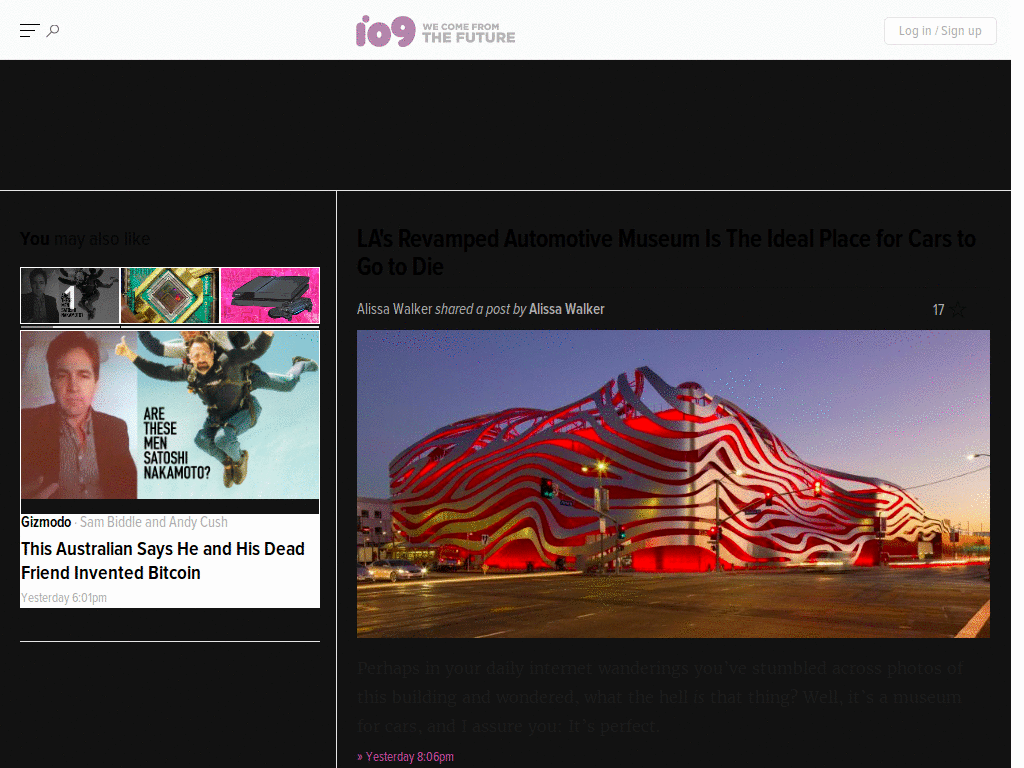 io9 WE COME FROM
THE FUTURE
Log in / Sign up
You may also like
1
ARE
THESE
MEN
SATOSHI
NAKAMOTO?
Gizmodo · Sam Biddle and Andy Cush
This Australian Says He and His Dead
Friend Invented Bitcoin
Yesterday 6:01pm
LA's Revamped Automotive Museum Is The Ideal Place for Cars to
Go to Die
Alissa Walker shared a post by Alissa Walker
17
Perhaps in your daily internet wanderings you've stumbled across photos of
this building and wondered, what the hell is that thing? Well, it's a museum
for cars, and I assure you: It's perfect.
» Yesterday 8:06pm